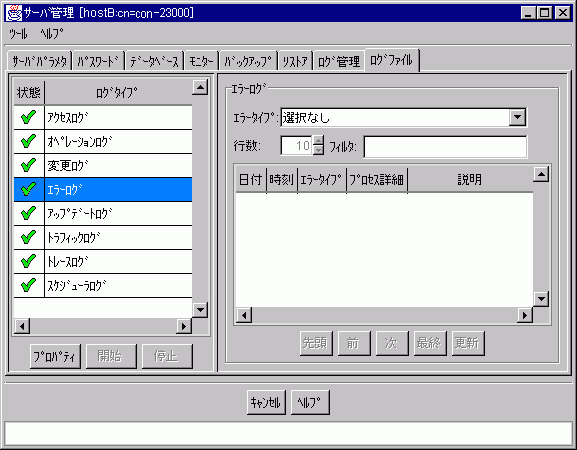 サーバ管理 [hostB:cn=con-23000]
ﾂｰﾙ ﾍﾙﾌﾟ
ｻｰﾊﾞﾊﾟﾗﾒﾀ ﾊﾟｽﾜｰﾄﾞ ﾃﾞｰﾀﾍﾞｰｽ ﾓﾆﾀｰ ﾊﾞｯｸｱｯﾌﾟ ﾘｽﾄｱ ﾛｸﾞ管理 ﾛｸﾞﾌｧｲﾙ
状態 ﾛｸﾞﾀｲﾌﾟ
ｱｸｾｽﾛｸﾞ
ｵﾍﾟﾚｰｼｮﾝﾛｸﾞ
変更ﾛｸﾞ
ｴﾗｰﾛｸﾞ
ｱｯﾌﾟﾃﾞｰﾄﾛｸﾞ
ﾄﾗﾌｨｯｸﾛｸﾞ
ﾄﾚｰｽﾛｸﾞ
ｽｹｼﾞｭｰﾗﾛｸﾞ
ﾌﾟﾛﾊﾟﾃｨ 開始 停止
ｴﾗｰﾛｸﾞ
ｴﾗｰﾀｲﾌﾟ: 選択なし
行数: 10 ﾌｨﾙﾀ:
日付 時刻 ｴﾗｰﾀｲﾌﾟ ﾌﾟﾛｾｽ詳細 説明
先頭 前 次 最終 更新
ｷｬﾝｾﾙ ﾍﾙﾌﾟ